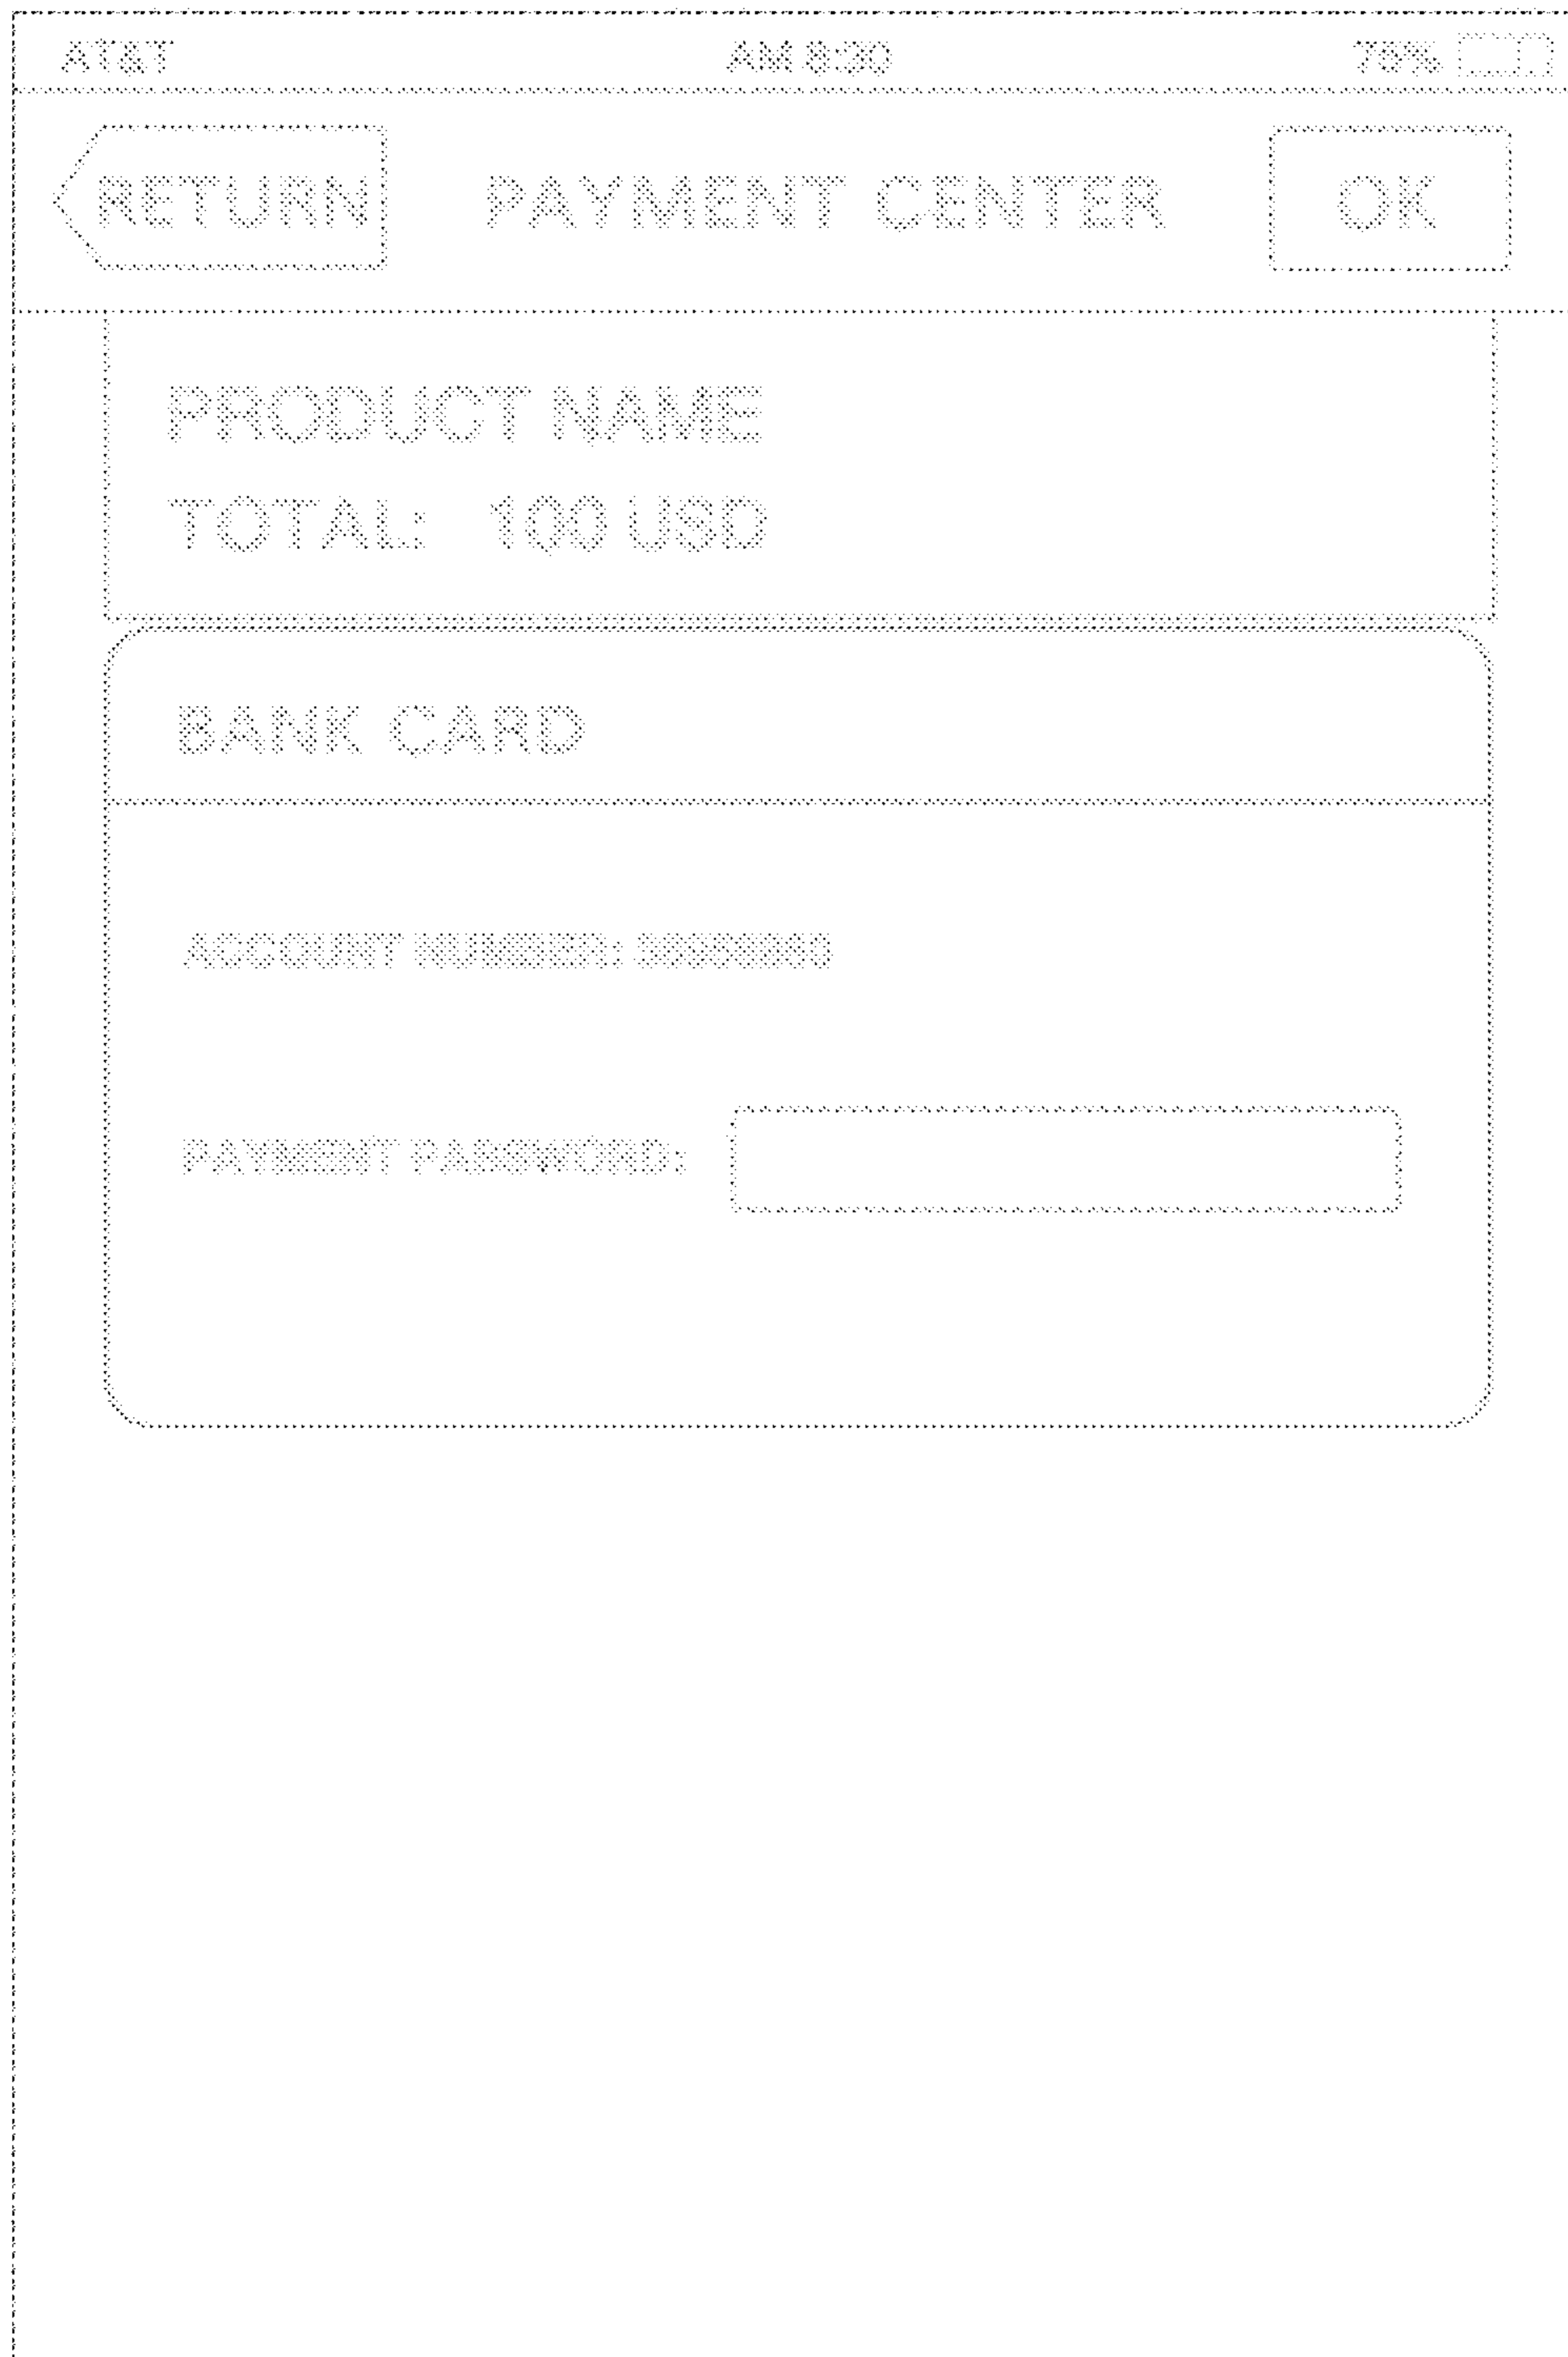 AT&T AM 8:30 78%
RETURN PAYMENT CENTER OK
PRODUCT NAME
TOTAL: 100 USD
BANK CARD
ACCOUNT NUMBER:
PAYMENT PASSWORD: